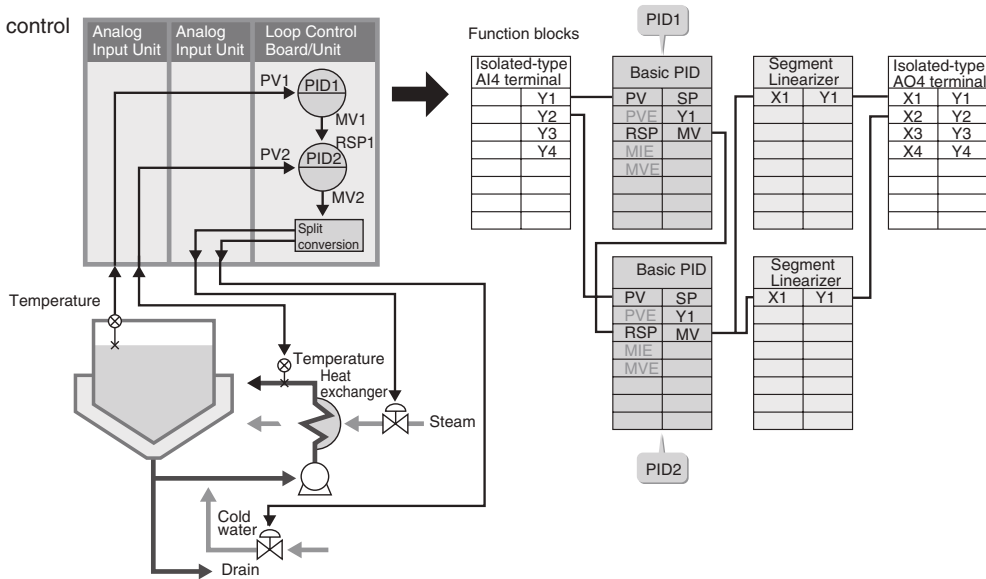 control
Analog
Input Unit
Analog
Input Unit
Loop Control
Board/Unit
PV1
PID1
MV1
RSP1
PV2
PID2
MV2
Split
conversion
Temperature
Temperature
Heat
exchanger
Steam
Cold
water
Drain
Function blocks
PID1
Isolated-type
AI4 terminal
Y1
Y2
Y3
Y4
Basic PID
PV SP
PVE Y1
RSP MV
MIE
MVE
Segment
Linearizer
X1 Y1
Isolated-type
AO4 terminal
X1 Y1
X2 Y2
X3 Y3
X4 Y4
Basic PID
PV SP
PVE Y1
RSP MV
MIE
MVE
Segment
Linearizer
X1 Y1
PID2